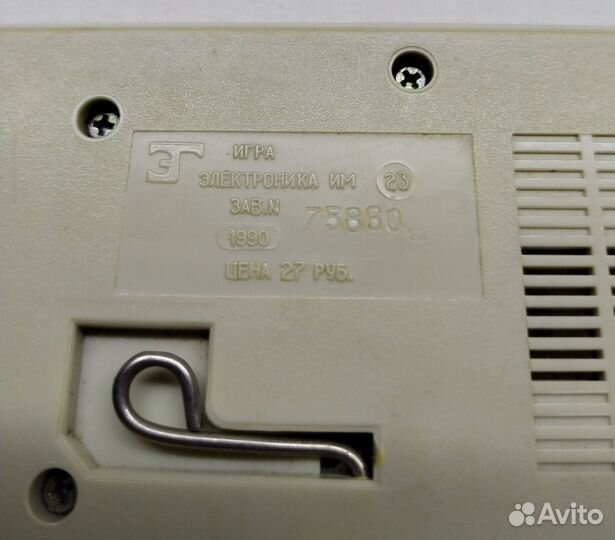 ЭТ
ИГРА
ЭЛЕКТРОНИКА ИМ 23
ЗАВ.N 75880
1990
ЦЕНА 27 РУБ.
Avito